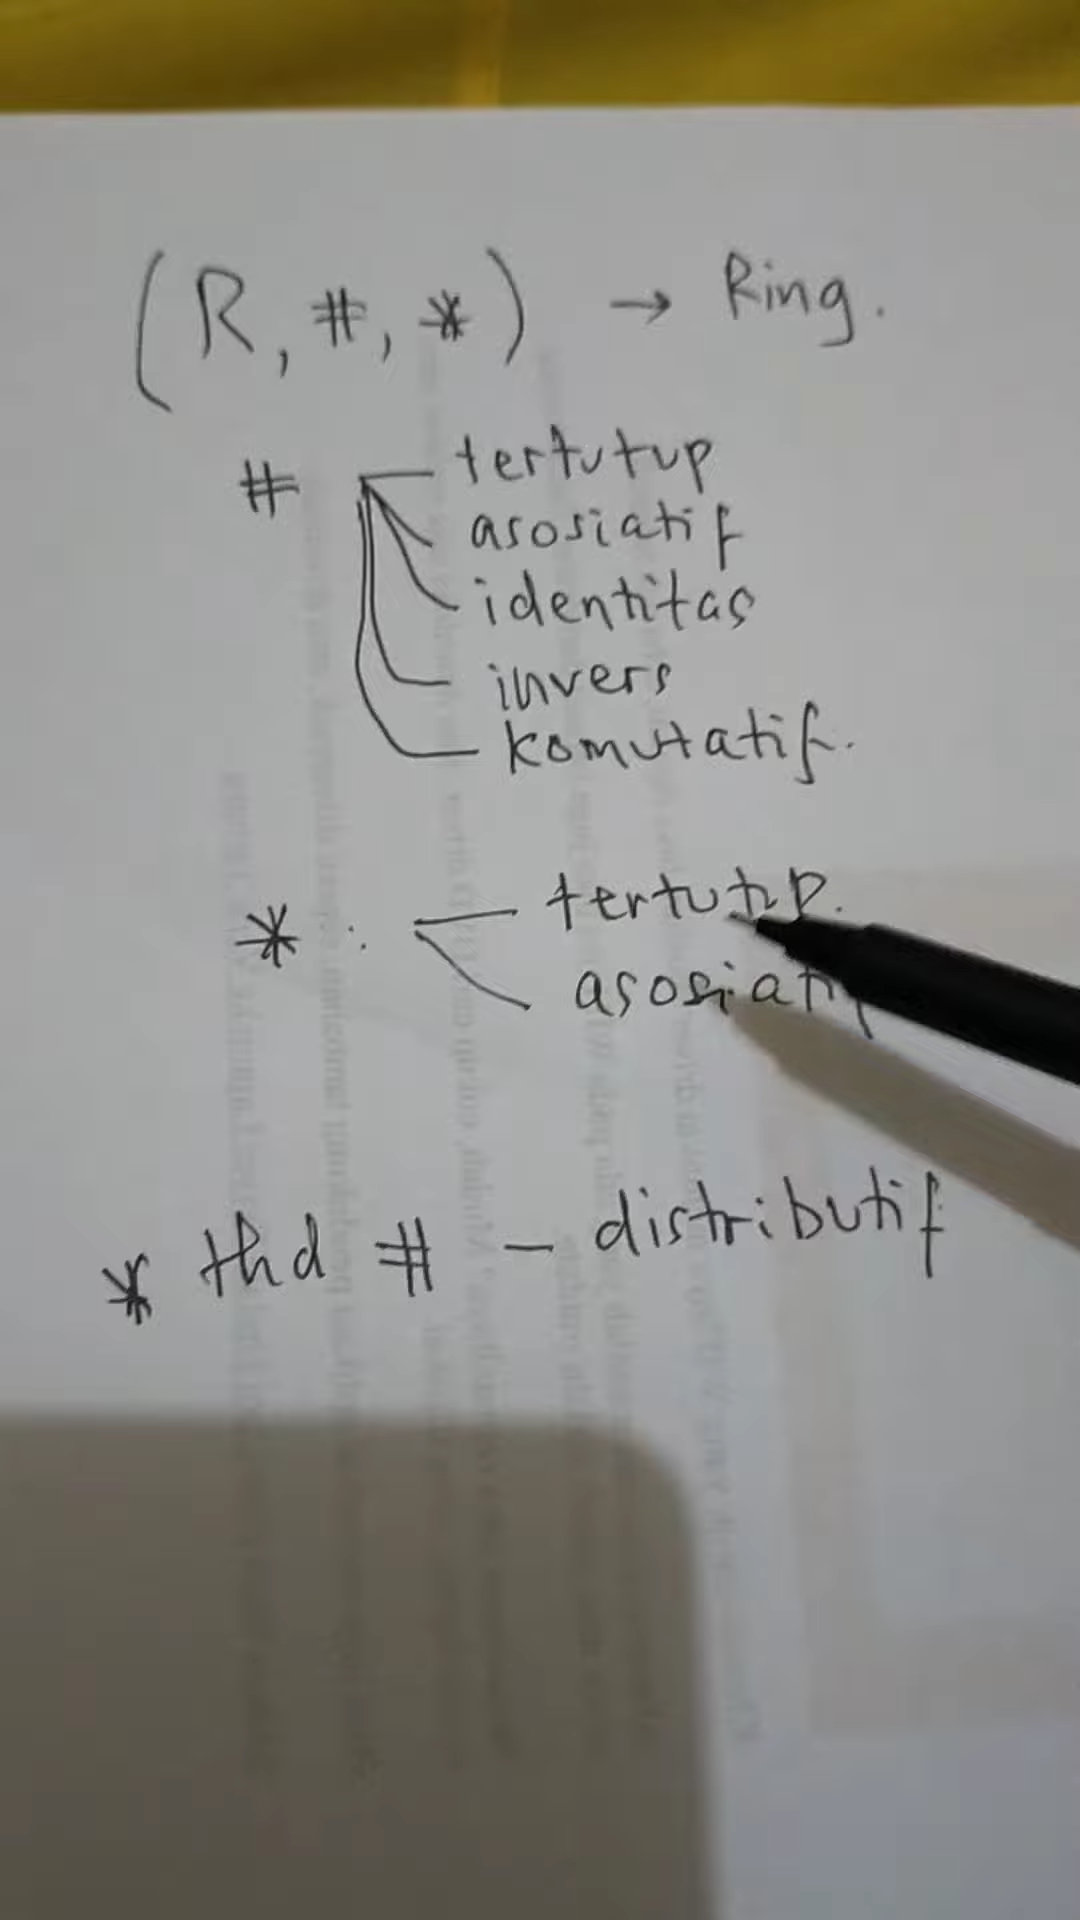 (R, #, *) → Ring.
# tertutup
asosiatif
identitas
invers
komutatif.
* : tertutup.
asosiatif
* thd # - distributif